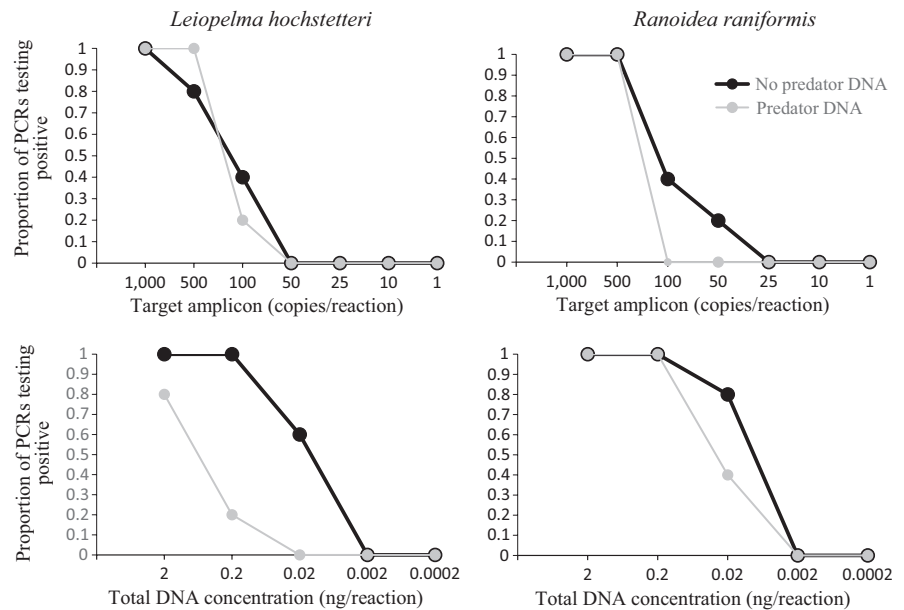 Leiopelma hochstetteri
Ranoidea raniformis
Proportion of PCRs testing
positive
1
0.9
0.8
0.7
0.6
0.5
0.4
0.3
0.2
0.1
0
1,000 500 100 50 25 10 1
Target amplicon (copies/reaction)
1
0.9
0.8
0.7
0.6
0.5
0.4
0.3
0.2
0.1
0
No predator DNA
Predator DNA
1,000 500 100 50 25 10 1
Target amplicon (copies/reaction)
Proportion of PCRs testing
positive
1
0.9
0.8
0.7
0.6
0.5
0.4
0.3
0.2
0.1
0
2 0.2 0.02 0.002 0.0002
Total DNA concentration (ng/reaction)
1
0.9
0.8
0.7
0.6
0.5
0.4
0.3
0.2
0.1
0
2 0.2 0.02 0.002 0.0002
Total DNA concentration (ng/reaction)